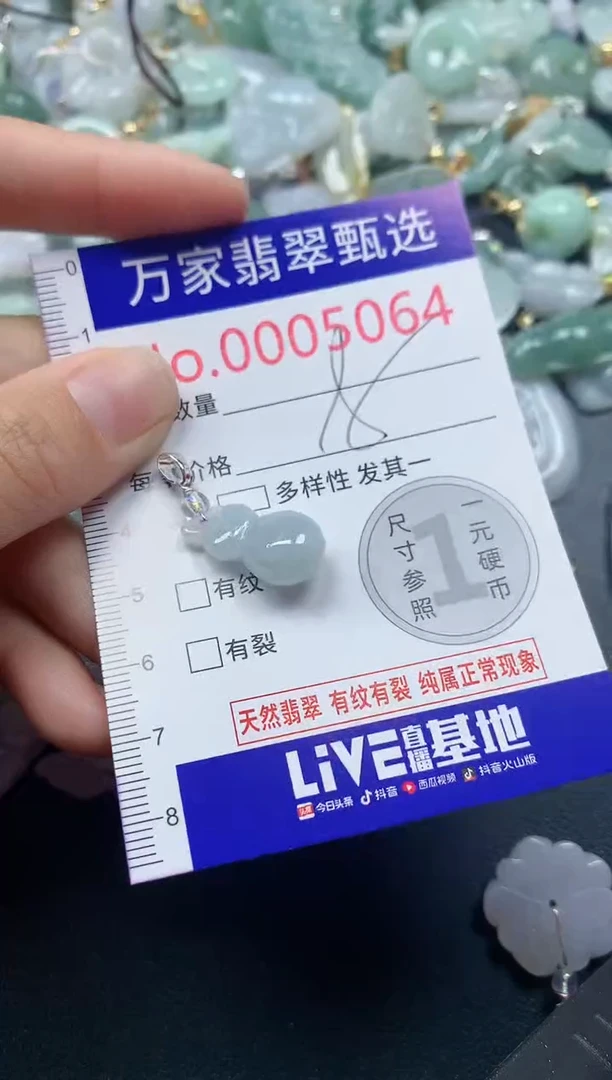 万家翡翠甄选
0
1
o.0005064
数量
价格
多样性 发其一
一元硬币
尺寸参照
1
5
有纹
6
有裂
天然翡翠 有纹有裂 纯属正常现象
7
LiVE直播基地
8
头条 今日头条 抖音 西瓜视频 抖音火山版